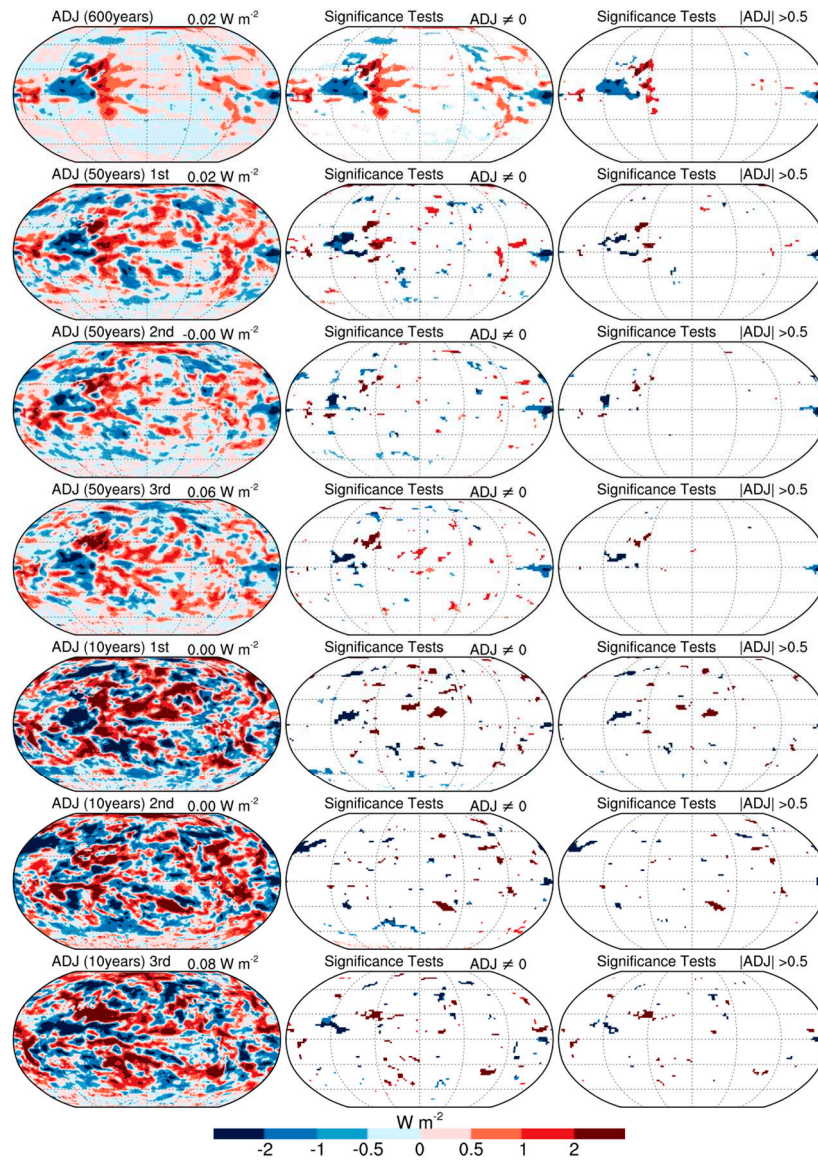 ADJ (600years) 0.02 W m-2 Significance Tests ADJ ≠ 0 Significance Tests |ADJ| >0.5
ADJ (50years) 1st 0.02 W m-2 Significance Tests ADJ ≠ 0 Significance Tests |ADJ| >0.5
ADJ (50years) 2nd -0.00 W m-2 Significance Tests ADJ ≠ 0 Significance Tests |ADJ| >0.5
ADJ (50years) 3rd 0.06 W m-2 Significance Tests ADJ ≠ 0 Significance Tests |ADJ| >0.5
ADJ (10years) 1st 0.00 W m-2 Significance Tests ADJ ≠ 0 Significance Tests |ADJ| >0.5
ADJ (10years) 2nd 0.00 W m-2 Significance Tests ADJ ≠ 0 Significance Tests |ADJ| >0.5
ADJ (10years) 3rd 0.08 W m-2 Significance Tests ADJ ≠ 0 Significance Tests |ADJ| >0.5
W m-2
-2 -1 -0.5 0 0.5 1 2